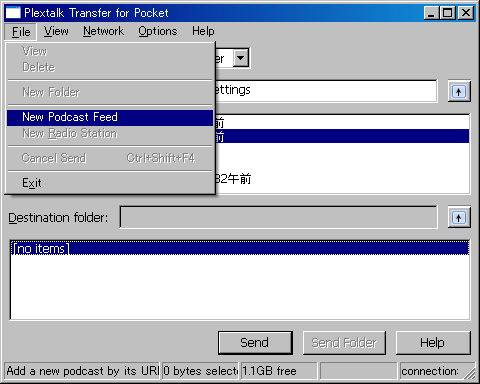 Plextalk Transfer for Pocket
File View Network Options Help
View
Delete
er
New Folder
ettings
New Podcast Feed
前
New Radio Station
前
Cancel Send Ctrl+Shift+F4
Exit
32午前
Destination folder:
[no items]
Send Send Folder Help
Add a new podcast by its URI 0 bytes selecte 1.1GB free connection: